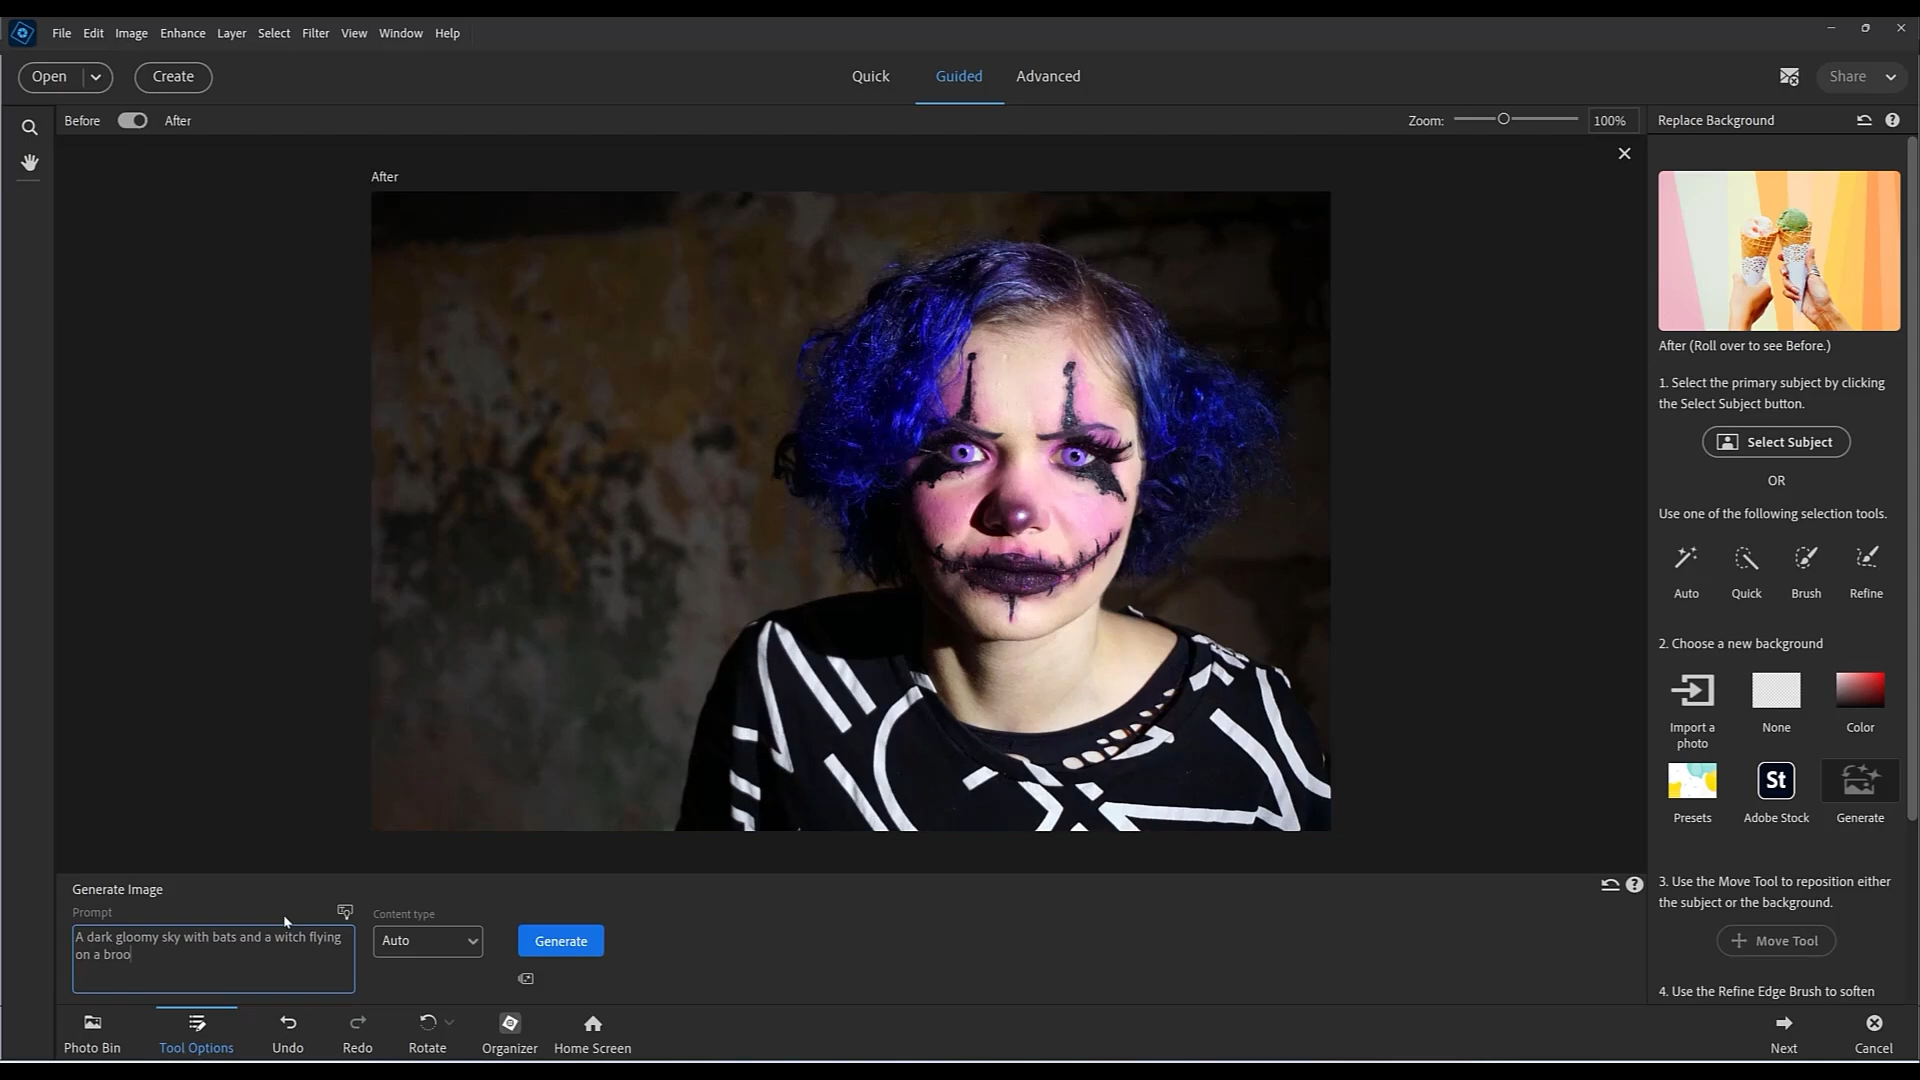 File Edit Image Enhance Layer Select Filter View Window Help
Open Create Quick Guided Advanced Share
Before After Zoom: 100% Replace Background
After
After (Roll over to see Before.)
1. Select the primary subject by clicking
the Select Subject button.
Select Subject
OR
Use one of the following selection tools.
Auto Quick Brush Refine
2. Choose a new background
Import a
photo
None Color
St
Presets Adobe Stock Generate
3. Use the Move Tool to reposition either
the subject or the background.
Move Tool
4. Use the Refine Edge Brush to soften
Generate Image
Prompt
A dark gloomy sky with bats and a witch flying
on a broo
Content type
Auto
Generate
Photo Bin Tool Options Undo Redo Rotate Organizer Home Screen Next Cancel